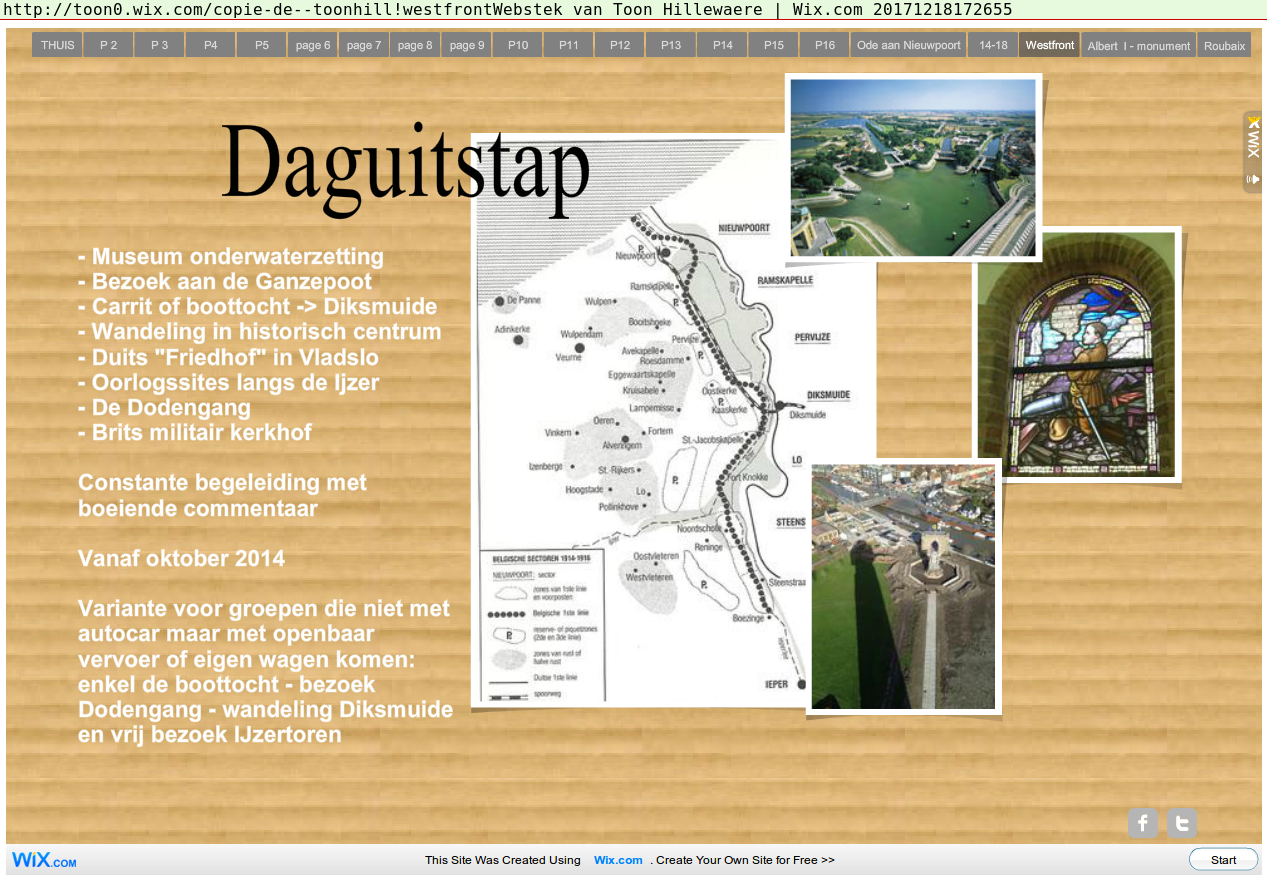 http://toon0.wix.com/copie-de--toonhill!westfrontWebstek van Toon Hillewaere | Wix.com 20171218172655
THUIS P 2 P 3 P4 P5 page 6 page 7 page 8 page 9 P10 P11 P12 P13 P14 P15 P16 Ode aan Nieuwpoort 14-18 Westfront Albert I - monument Roubaix
WiX
Daguitstap
- Museum onderwaterzetting
- Bezoek aan de Ganzepoot
- Carrit of boottocht -> Diksmuide
- Wandeling in historisch centrum
- Duits "Friedhof" in Vladslo
- Oorlogssites langs de Ijzer
- De Dodengang
- Brits militair kerkhof
Constante begeleiding met
boeiende commentaar
Vanaf oktober 2014
Variante voor groepen die niet met
autocar maar met openbaar
vervoer of eigen wagen komen:
enkel de boottocht - bezoek
Dodengang - wandeling Diksmuide
en vrij bezoek IJzertoren
NIEUWPOORT
P.
Nieuwpoort
RAMSKAPELLE
Ramskapelle
De Panne
Wulpen
P.
Adinkerke
Booitshoeke
Wulpendam
Pervijze
PERVIJZE
Veurne
Avekapelle
P.
Roesdamme
Eggewaartskapelle
Kruisabele
Oostkerke
DIKSMUIDE
P.
Lampernisse
Kaaskerke
Diksmuide
Oeren
Vinkem
Fortem
Alveringem
St.-Jacobskapelle
LO
Izenberge
St.-Rijkers
P.
Fort Knokke
Hoogstade
Lo
Pollinkhove
STEENS
Noordschote
Reninge
Oostvleteren
Westvleteren
P.
Steenstraa
Boezinge
IEPER
BELGISCHE SECTOREN 1914-1916
NIEUWPOORT: sector
zones van 1ste linie
en voorposten
Belgische 1ste linie
P.
reserve- of piquetzones
(2de en 3de linie)
zones van rust of
halve rust
Duitse 1ste linie
spoorweg
f t
WiX.COM This Site Was Created Using Wix.com . Create Your Own Site for Free >> Start